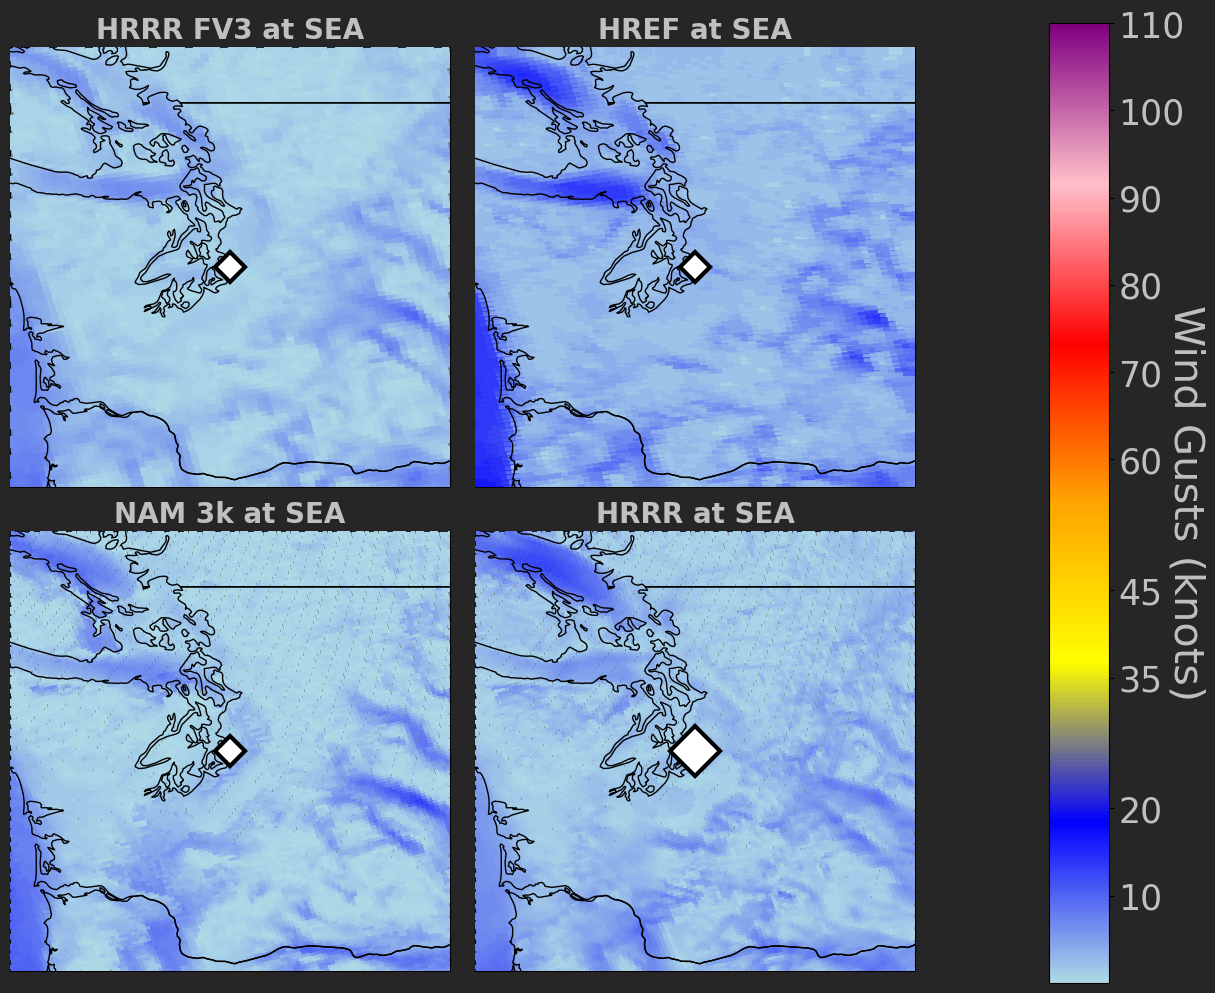 HRRR FV3 at SEA
HREF at SEA
NAM 3k at SEA
HRRR at SEA
110
100
90
80
70
60
45
35
20
10
Wind Gusts (knots)